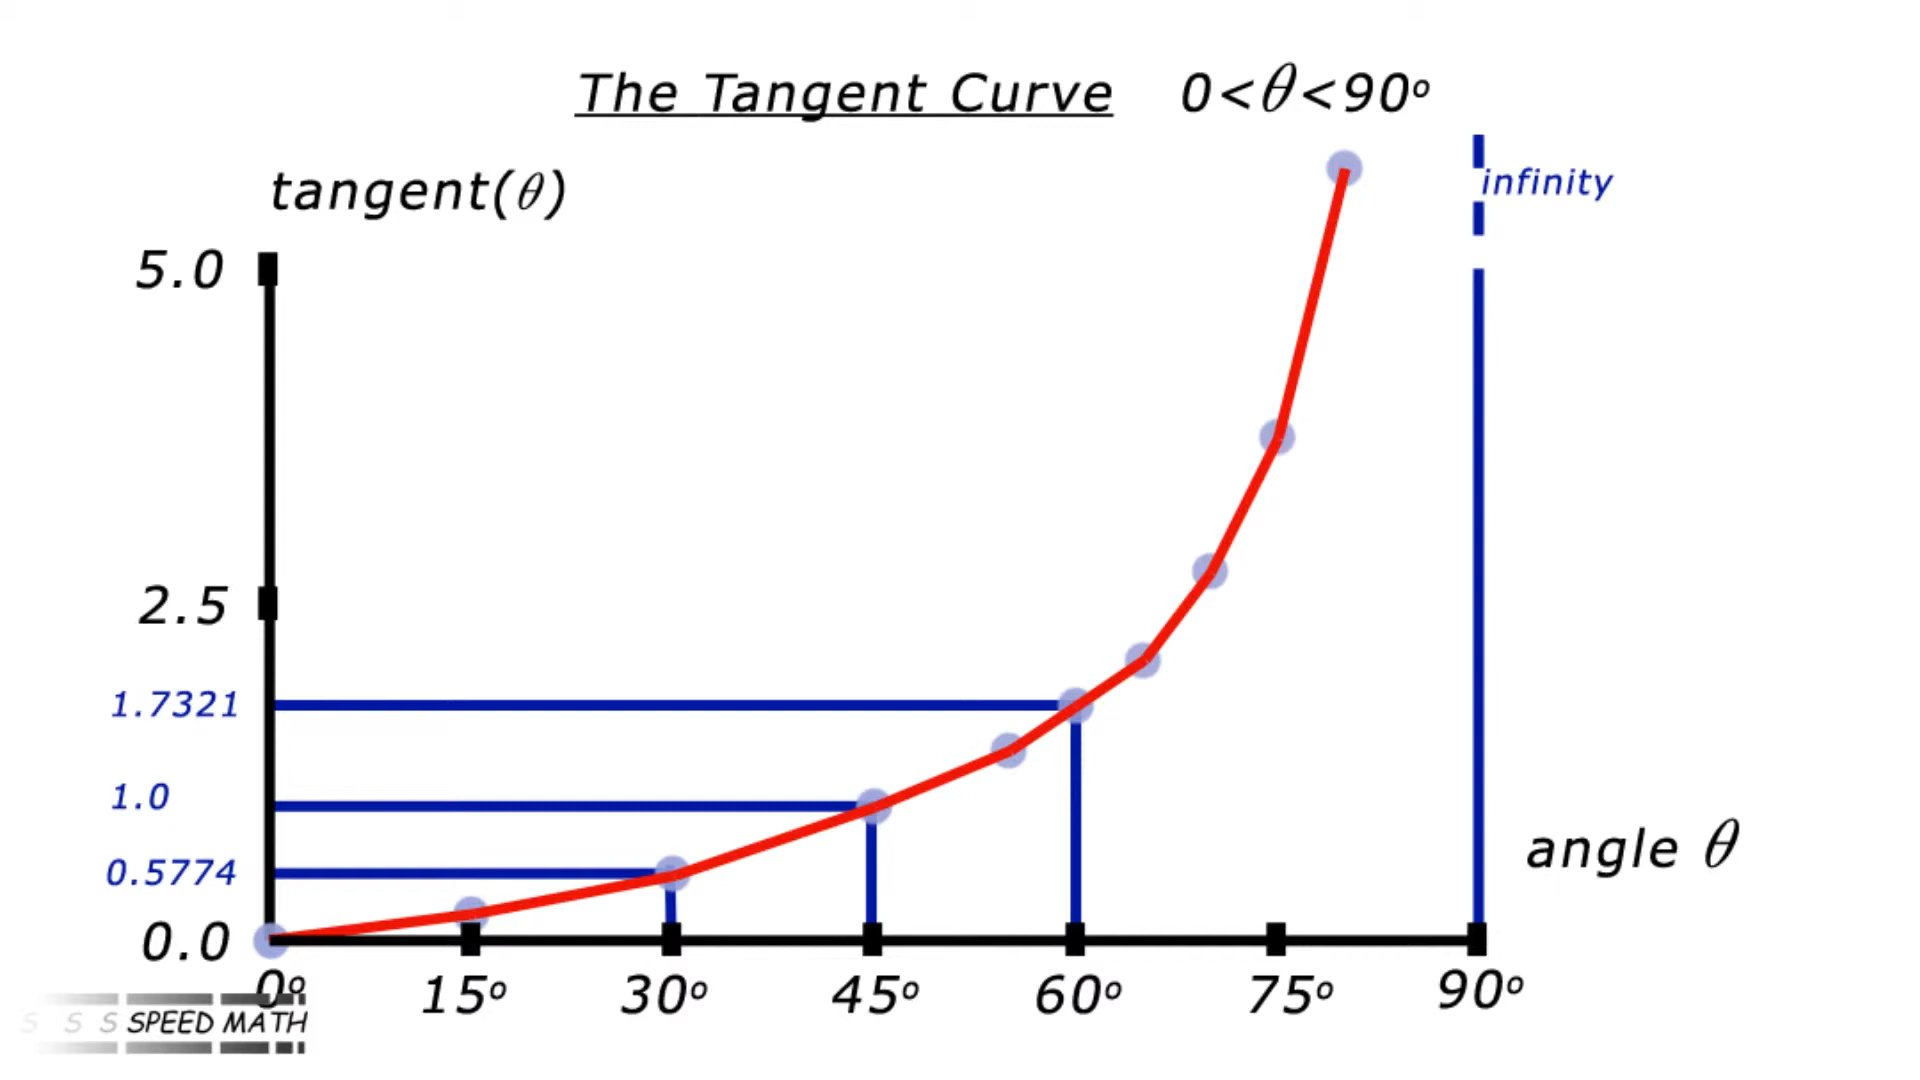 The Tangent Curve 0<θ<90°
tangent(θ)
infinity
5.0
2.5
1.7321
1.0
0.5774
0.0
angle θ
0° 15° 30° 45° 60° 75° 90°
S S S SPEED MATH